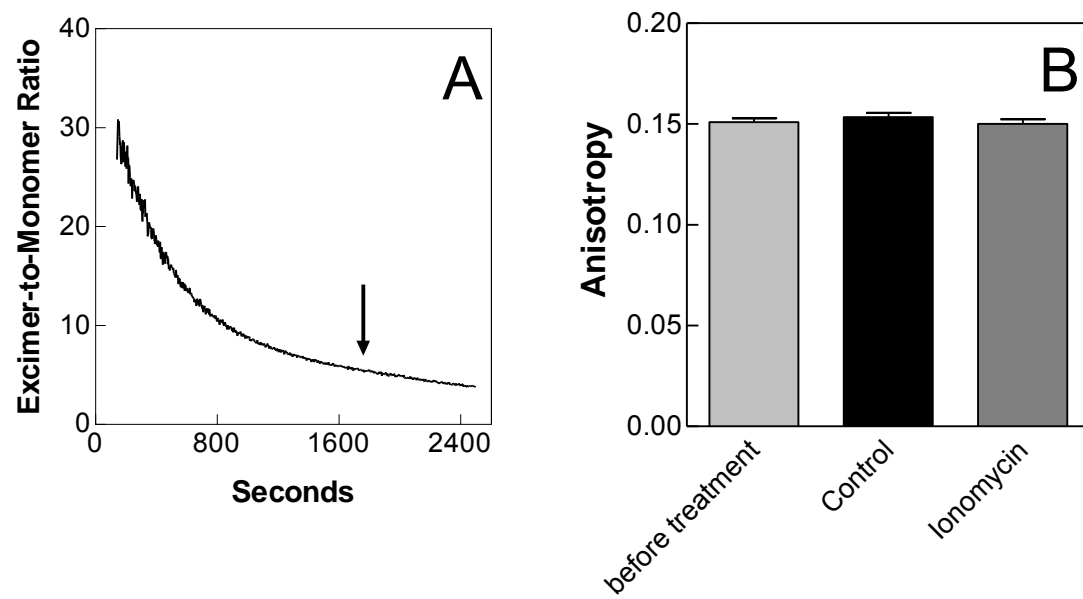 A
Excimer-to-Monomer Ratio
40
30
20
10
0
0 800 1600 2400
Seconds
B
Anisotropy
0.20
0.15
0.10
0.05
0.00
before treatment
Control
Ionomycin